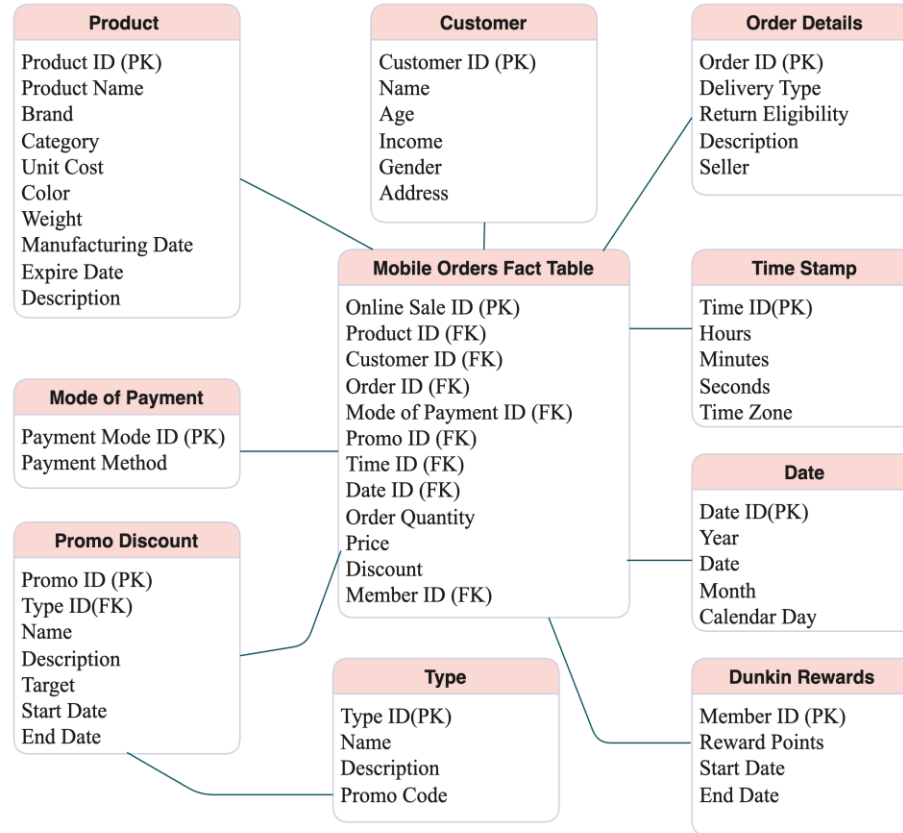 Product
Product ID (PK)
Product Name
Brand
Category
Unit Cost
Color
Weight
Manufacturing Date
Expire Date
Description
Customer
Customer ID (PK)
Name
Age
Income
Gender
Address
Order Details
Order ID (PK)
Delivery Type
Return Eligibility
Description
Seller
Mobile Orders Fact Table
Online Sale ID (PK)
Product ID (FK)
Customer ID (FK)
Order ID (FK)
Mode of Payment ID (FK)
Promo ID (FK)
Time ID (FK)
Date ID (FK)
Order Quantity
Price
Discount
Member ID (FK)
Time Stamp
Time ID(PK)
Hours
Minutes
Seconds
Time Zone
Mode of Payment
Payment Mode ID (PK)
Payment Method
Date
Date ID(PK)
Year
Date
Month
Calendar Day
Promo Discount
Promo ID (PK)
Type ID(FK)
Name
Description
Target
Start Date
End Date
Type
Type ID(PK)
Name
Description
Promo Code
Dunkin Rewards
Member ID (PK)
Reward Points
Start Date
End Date